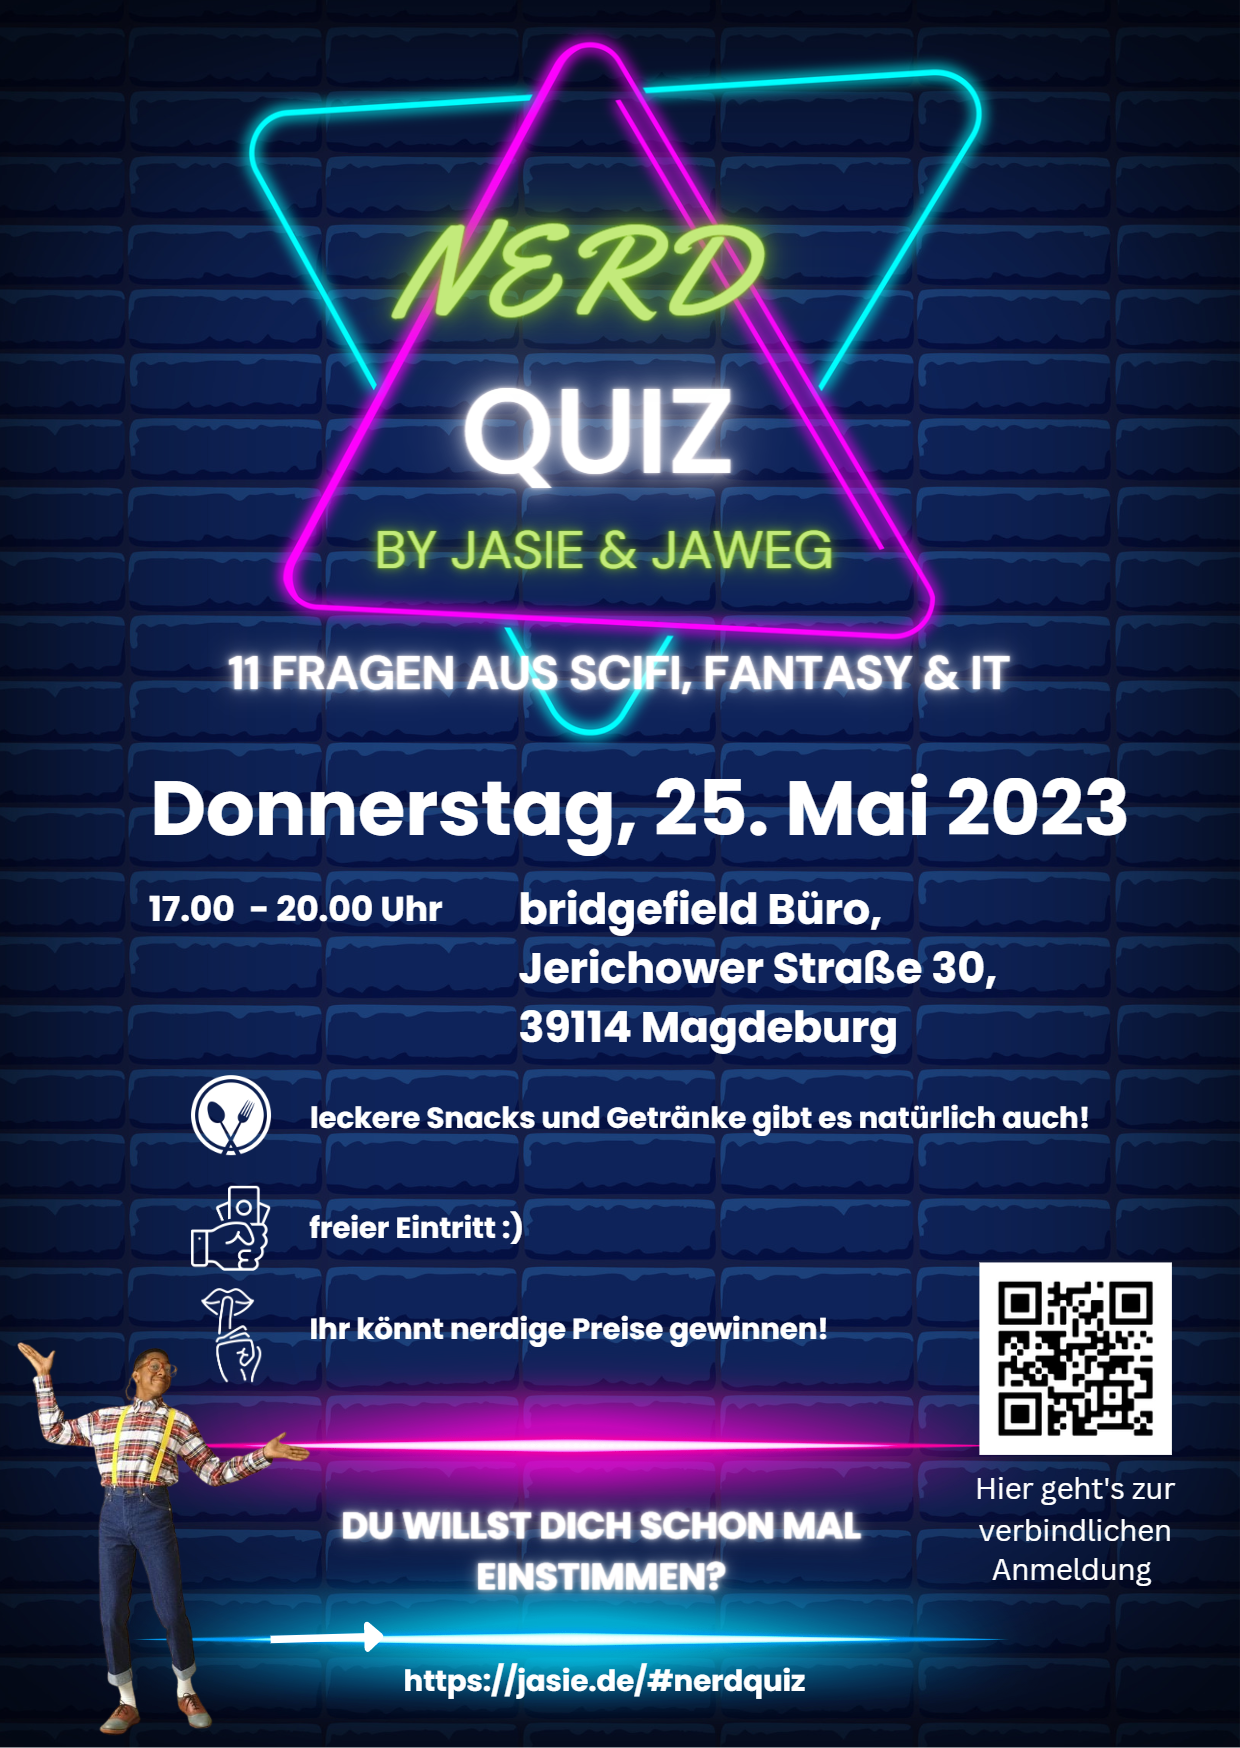 NERD
QUIZ
BY JASIE & JAWEG
11 FRAGEN AUS SCIFI, FANTASY & IT
Donnerstag, 25. Mai 2023
17.00 - 20.00 Uhr
bridgefield Büro,
Jerichower Straße 30,
39114 Magdeburg
leckere Snacks und Getränke gibt es natürlich auch!
freier Eintritt :)
Ihr könnt nerdige Preise gewinnen!
Hier geht's zur
verbindlichen
Anmeldung
DU WILLST DICH SCHON MAL
EINSTIMMEN?
https://jasie.de/#nerdquiz